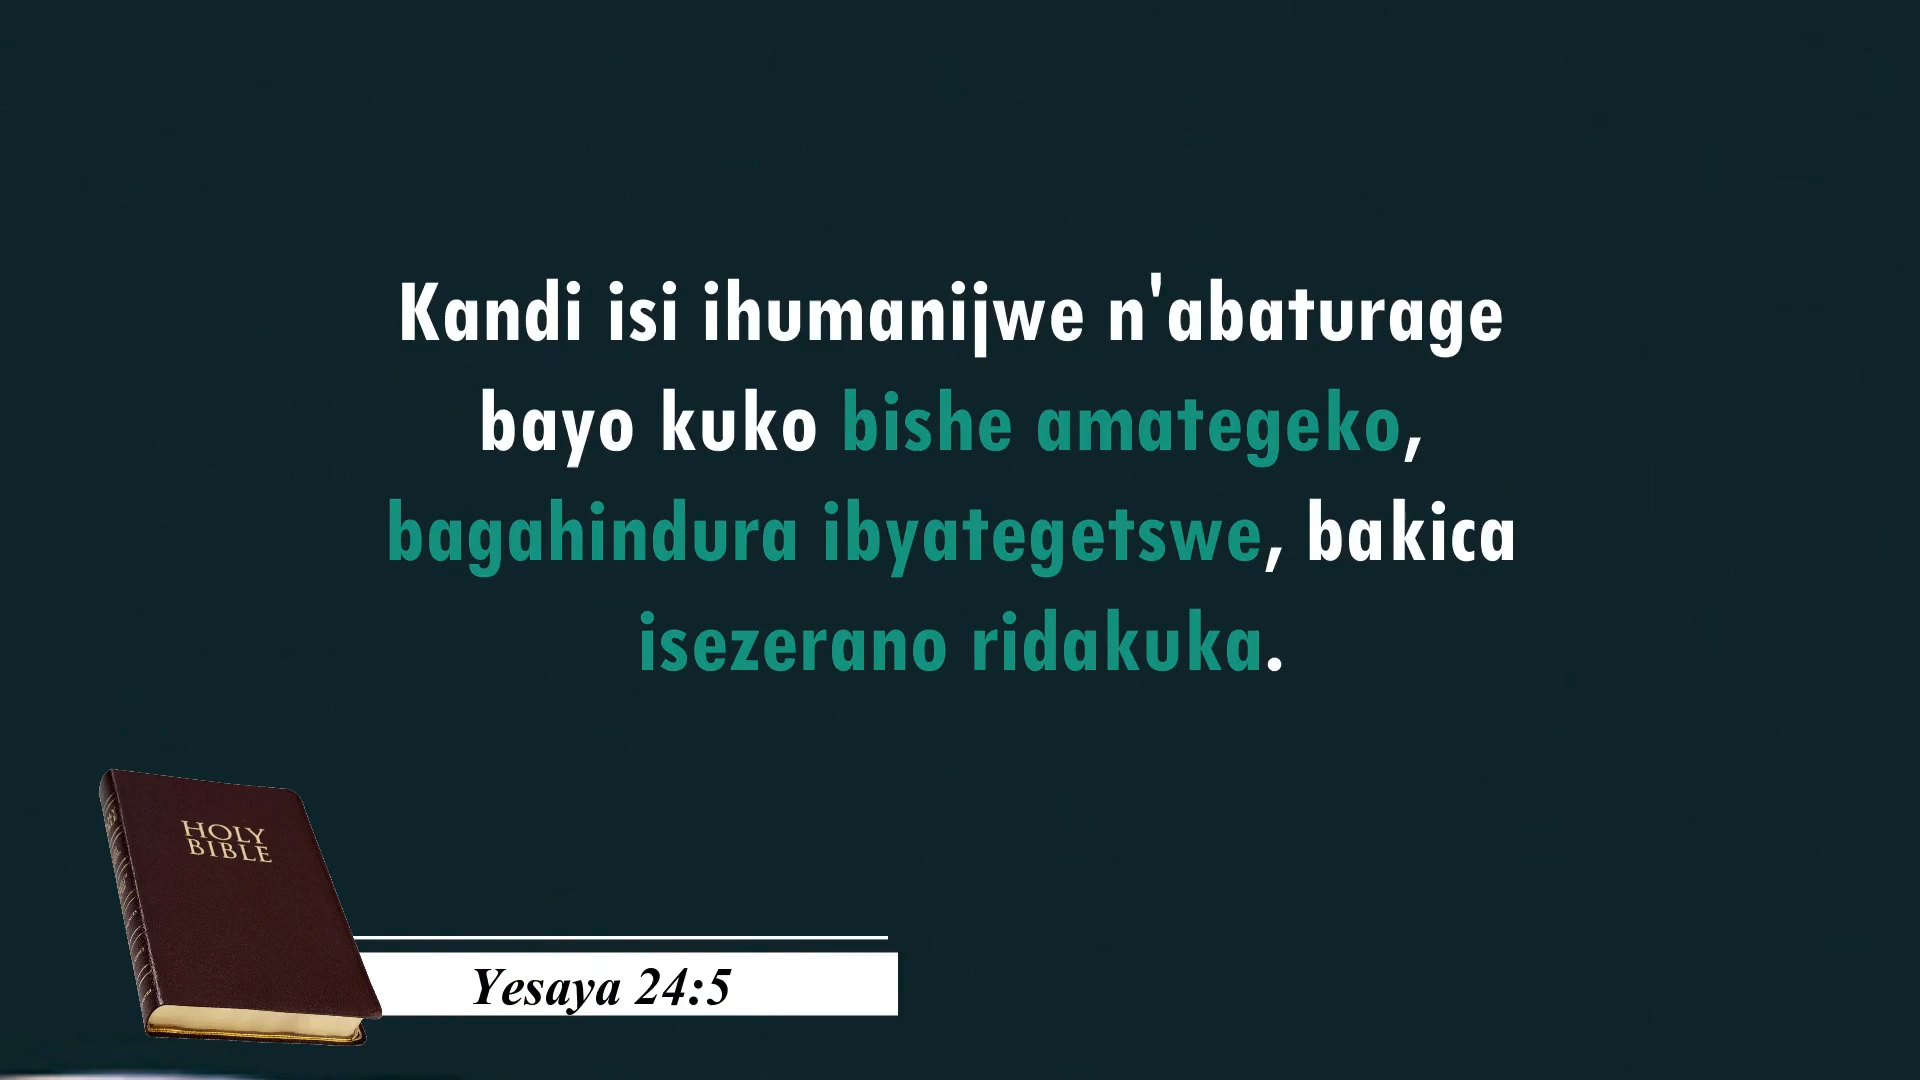 Kandi isi ihumanijwe n'abaturage
bayo kuko bishe amategeko,
bagahindura ibyategetswe, bakica
isezerano ridakuka.
HOLY
BIBLE
Yesaya 24:5